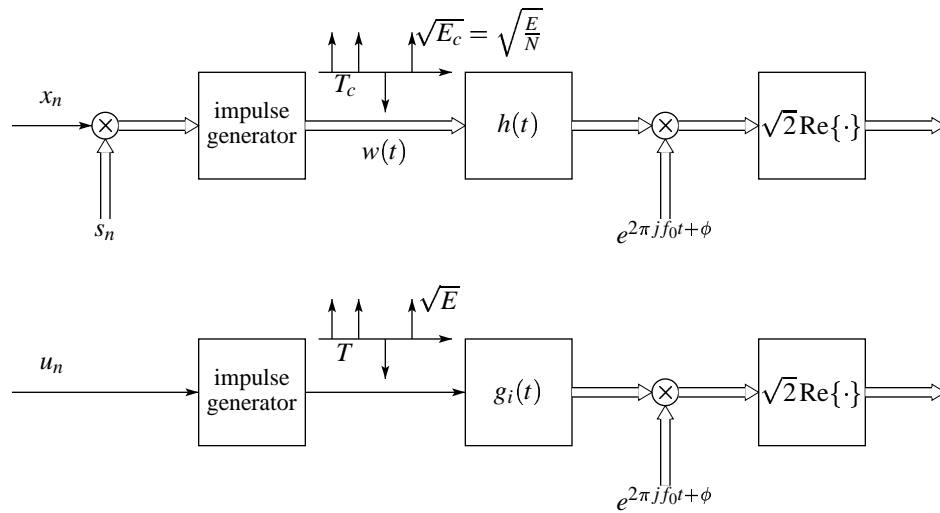 √E_c = √(E/N)
T_c
x_n
impulse
generator
w(t)
h(t)
√2 Re{·}
s_n
e^{2πjf_0t+φ}
√E
T
u_n
impulse
generator
g_i(t)
√2 Re{·}
e^{2πjf_0t+φ}